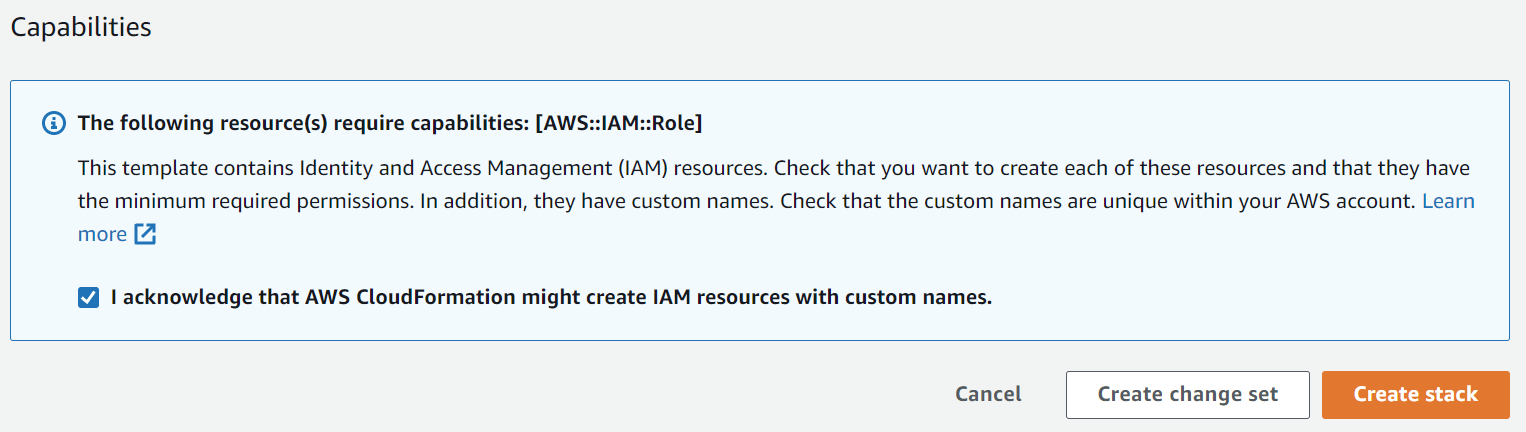 Capabilities
The following resource(s) require capabilities: [AWS::IAM::Role]
This template contains Identity and Access Management (IAM) resources. Check that you want to create each of these resources and that they have
the minimum required permissions. In addition, they have custom names. Check that the custom names are unique within your AWS account. Learn
more
I acknowledge that AWS CloudFormation might create IAM resources with custom names.
Cancel Create change set Create stack